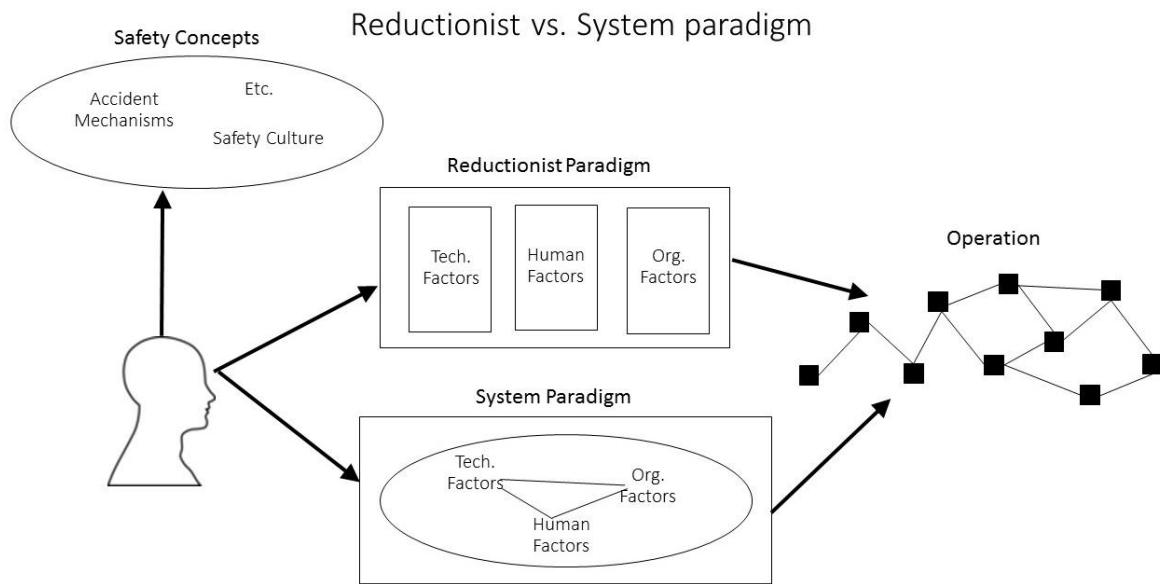 Reductionist vs. System paradigm
Safety Concepts
Etc.
Accident
Mechanisms
Safety Culture
Reductionist Paradigm
Tech.
Factors
Human
Factors
Org.
Factors
Operation
System Paradigm
Tech.
Factors
Org.
Factors
Human
Factors